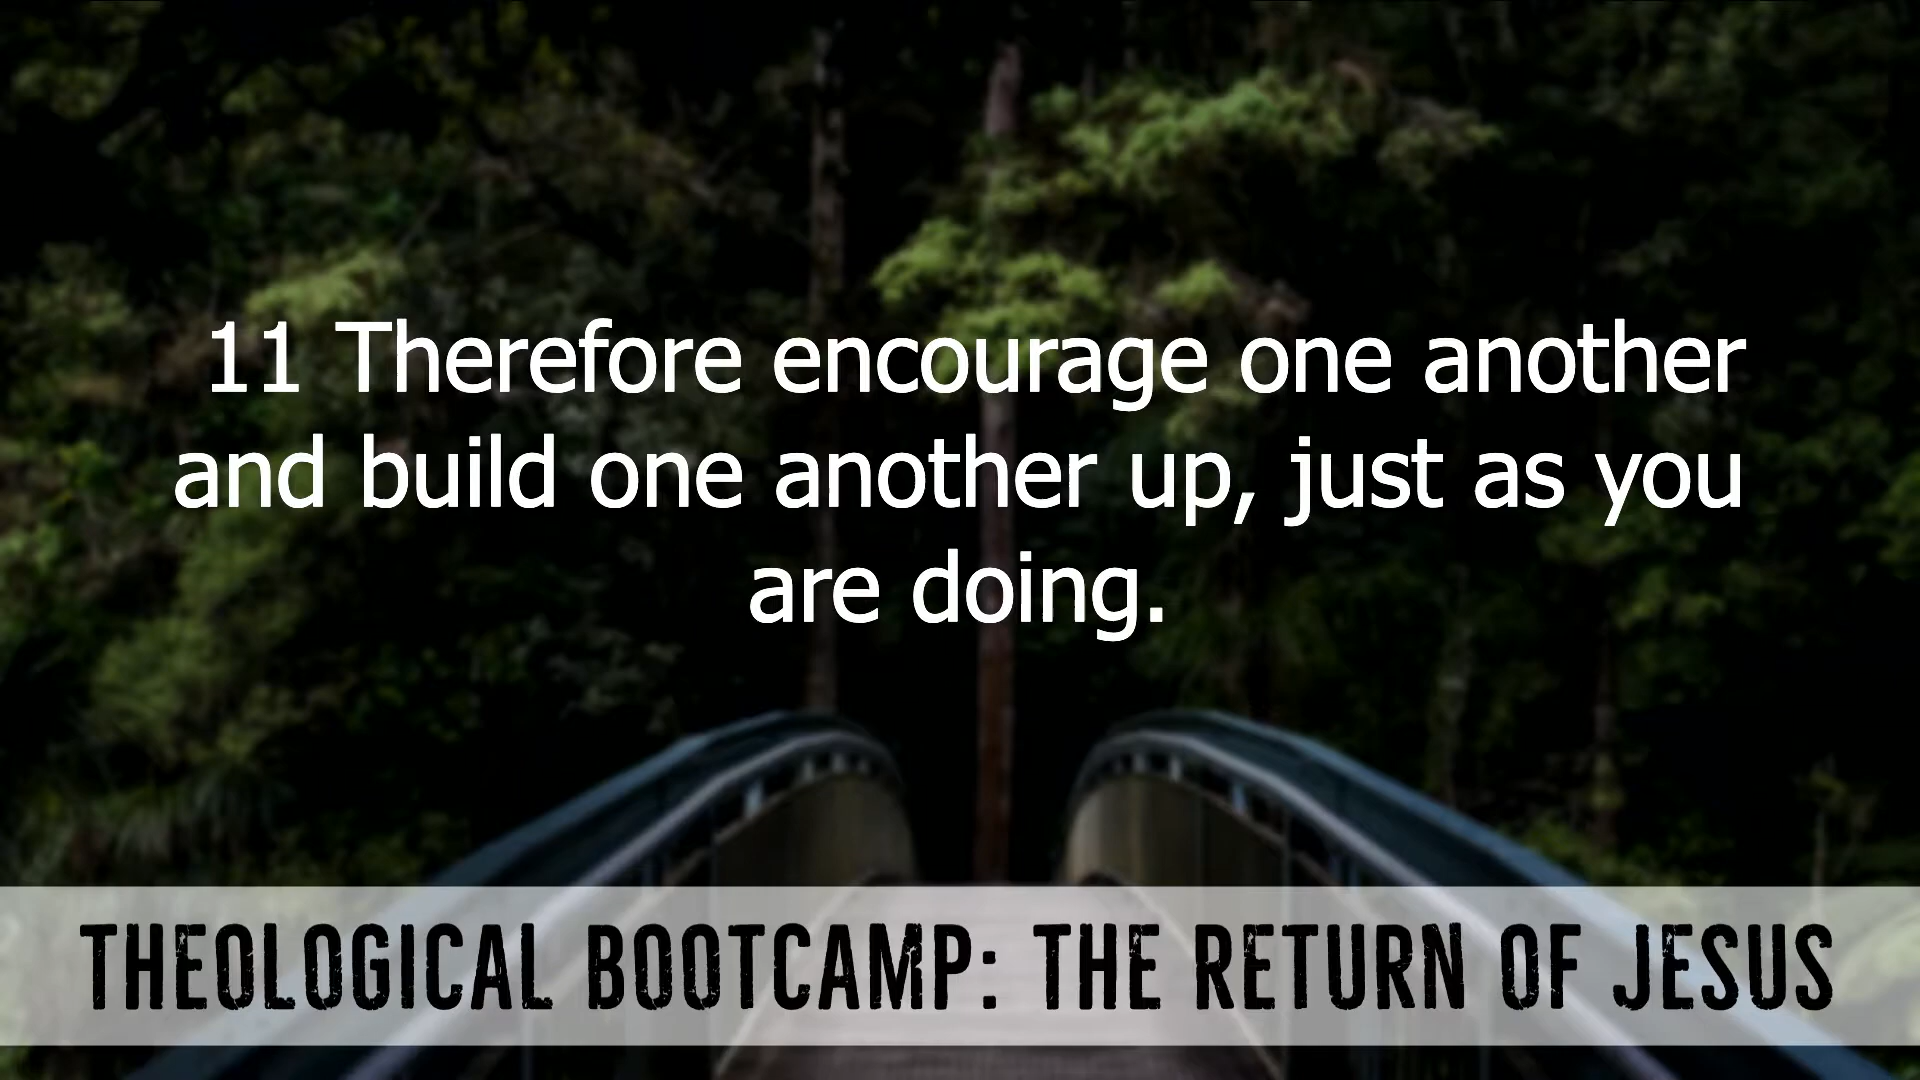 11 Therefore encourage one another
and build one another up, just as you
are doing.
THEOLOGICAL BOOTCAMP: THE RETURN OF JESUS